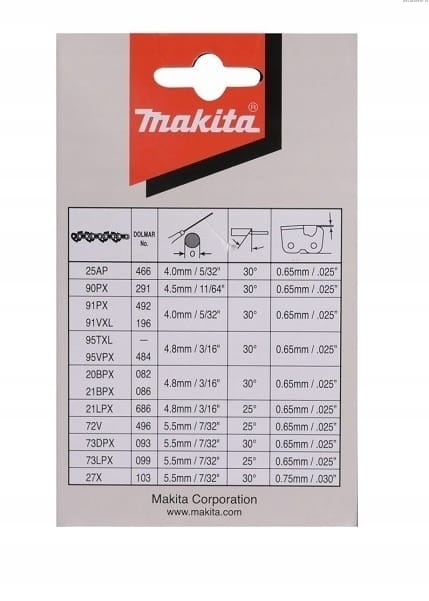 makita®
DOLMAR
No.
O
25AP 466 4.0mm / 5/32" 30° 0.65mm / .025"
90PX 291 4.5mm / 11/64" 30° 0.65mm / .025"
91PX 492
91VXL 196 4.0mm / 5/32" 30° 0.65mm / .025"
95TXL —
95VPX 484 4.8mm / 3/16" 30° 0.65mm / .025"
20BPX 082
21BPX 086 4.8mm / 3/16" 30° 0.65mm / .025"
21LPX 686 4.8mm / 3/16" 25° 0.65mm / .025"
72V 496 5.5mm / 7/32" 25° 0.65mm / .025"
73DPX 093 5.5mm / 7/32" 30° 0.65mm / .025"
73LPX 099 5.5mm / 7/32" 25° 0.65mm / .025"
27X 103 5.5mm / 7/32" 30° 0.75mm / .030"
Makita Corporation
www.makita.com